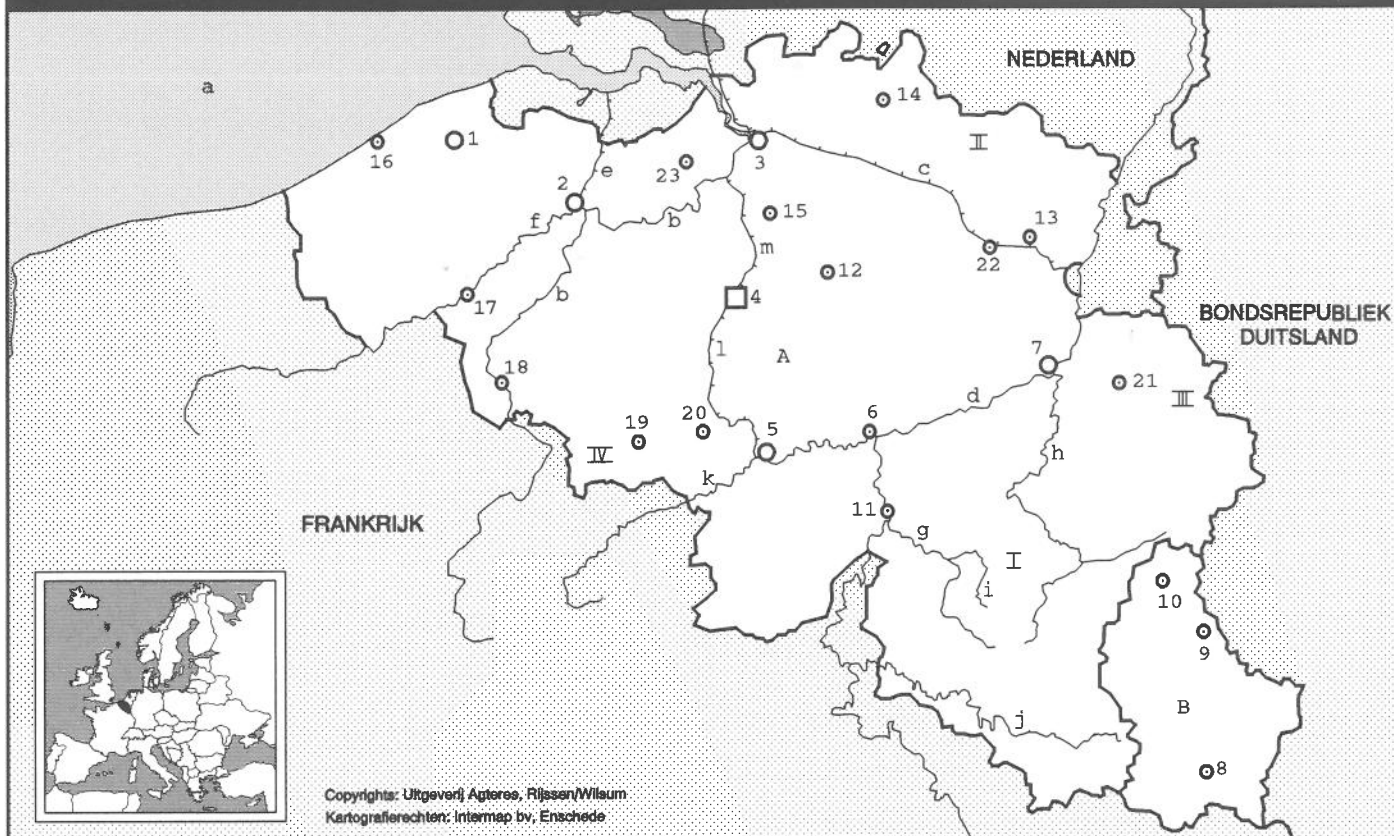 NEDERLAND
a
14
II
16
1
3
c
23
e
2
15
13
f
b
m
22
12
b
4
17
BONDSREPUBLIEK
DUITSLAND
l
A
7
18
d
21
III
20
6
19
5
IV
h
k
11
FRANKRIJK
g
I
i
10
9
B
j
8
Copyrights: Uitgeverij Agteres, Rijssen/Wilsum
Kartografierechten: Intermap bv, Enschede